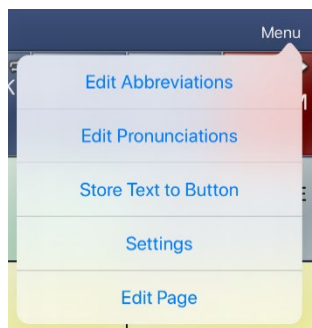 Menu
Edit Abbreviations
Edit Pronunciations
Store Text to Button
Settings
Edit Page